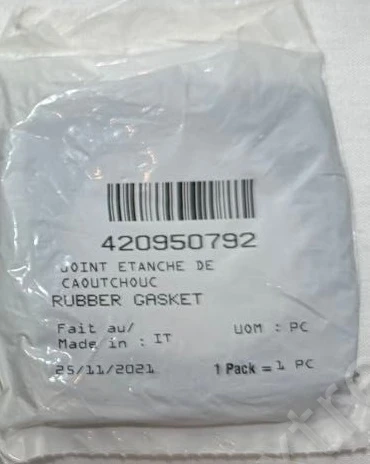 420950792
JOINT ETANCHE DE
CAOUTCHOUC
RUBBER GASKET
Fait au/
Made in : IT UOM : PC
25/11/2021 1 Pack = 1 PC